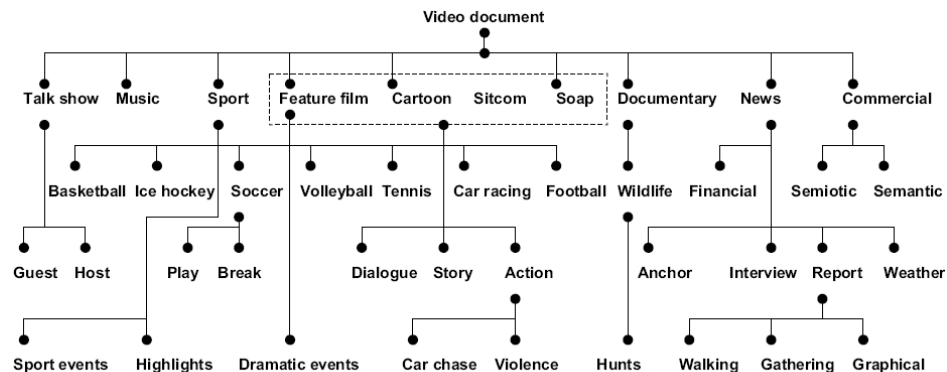 Video document
Talk show Music Sport Feature film Cartoon Sitcom Soap Documentary News Commercial
Basketball Ice hockey Soccer Volleyball Tennis Car racing Football Wildlife Financial Semiotic Semantic
Guest Host Play Break Dialogue Story Action Anchor Interview Report Weather
Sport events Highlights Dramatic events Car chase Violence Hunts Walking Gathering Graphical